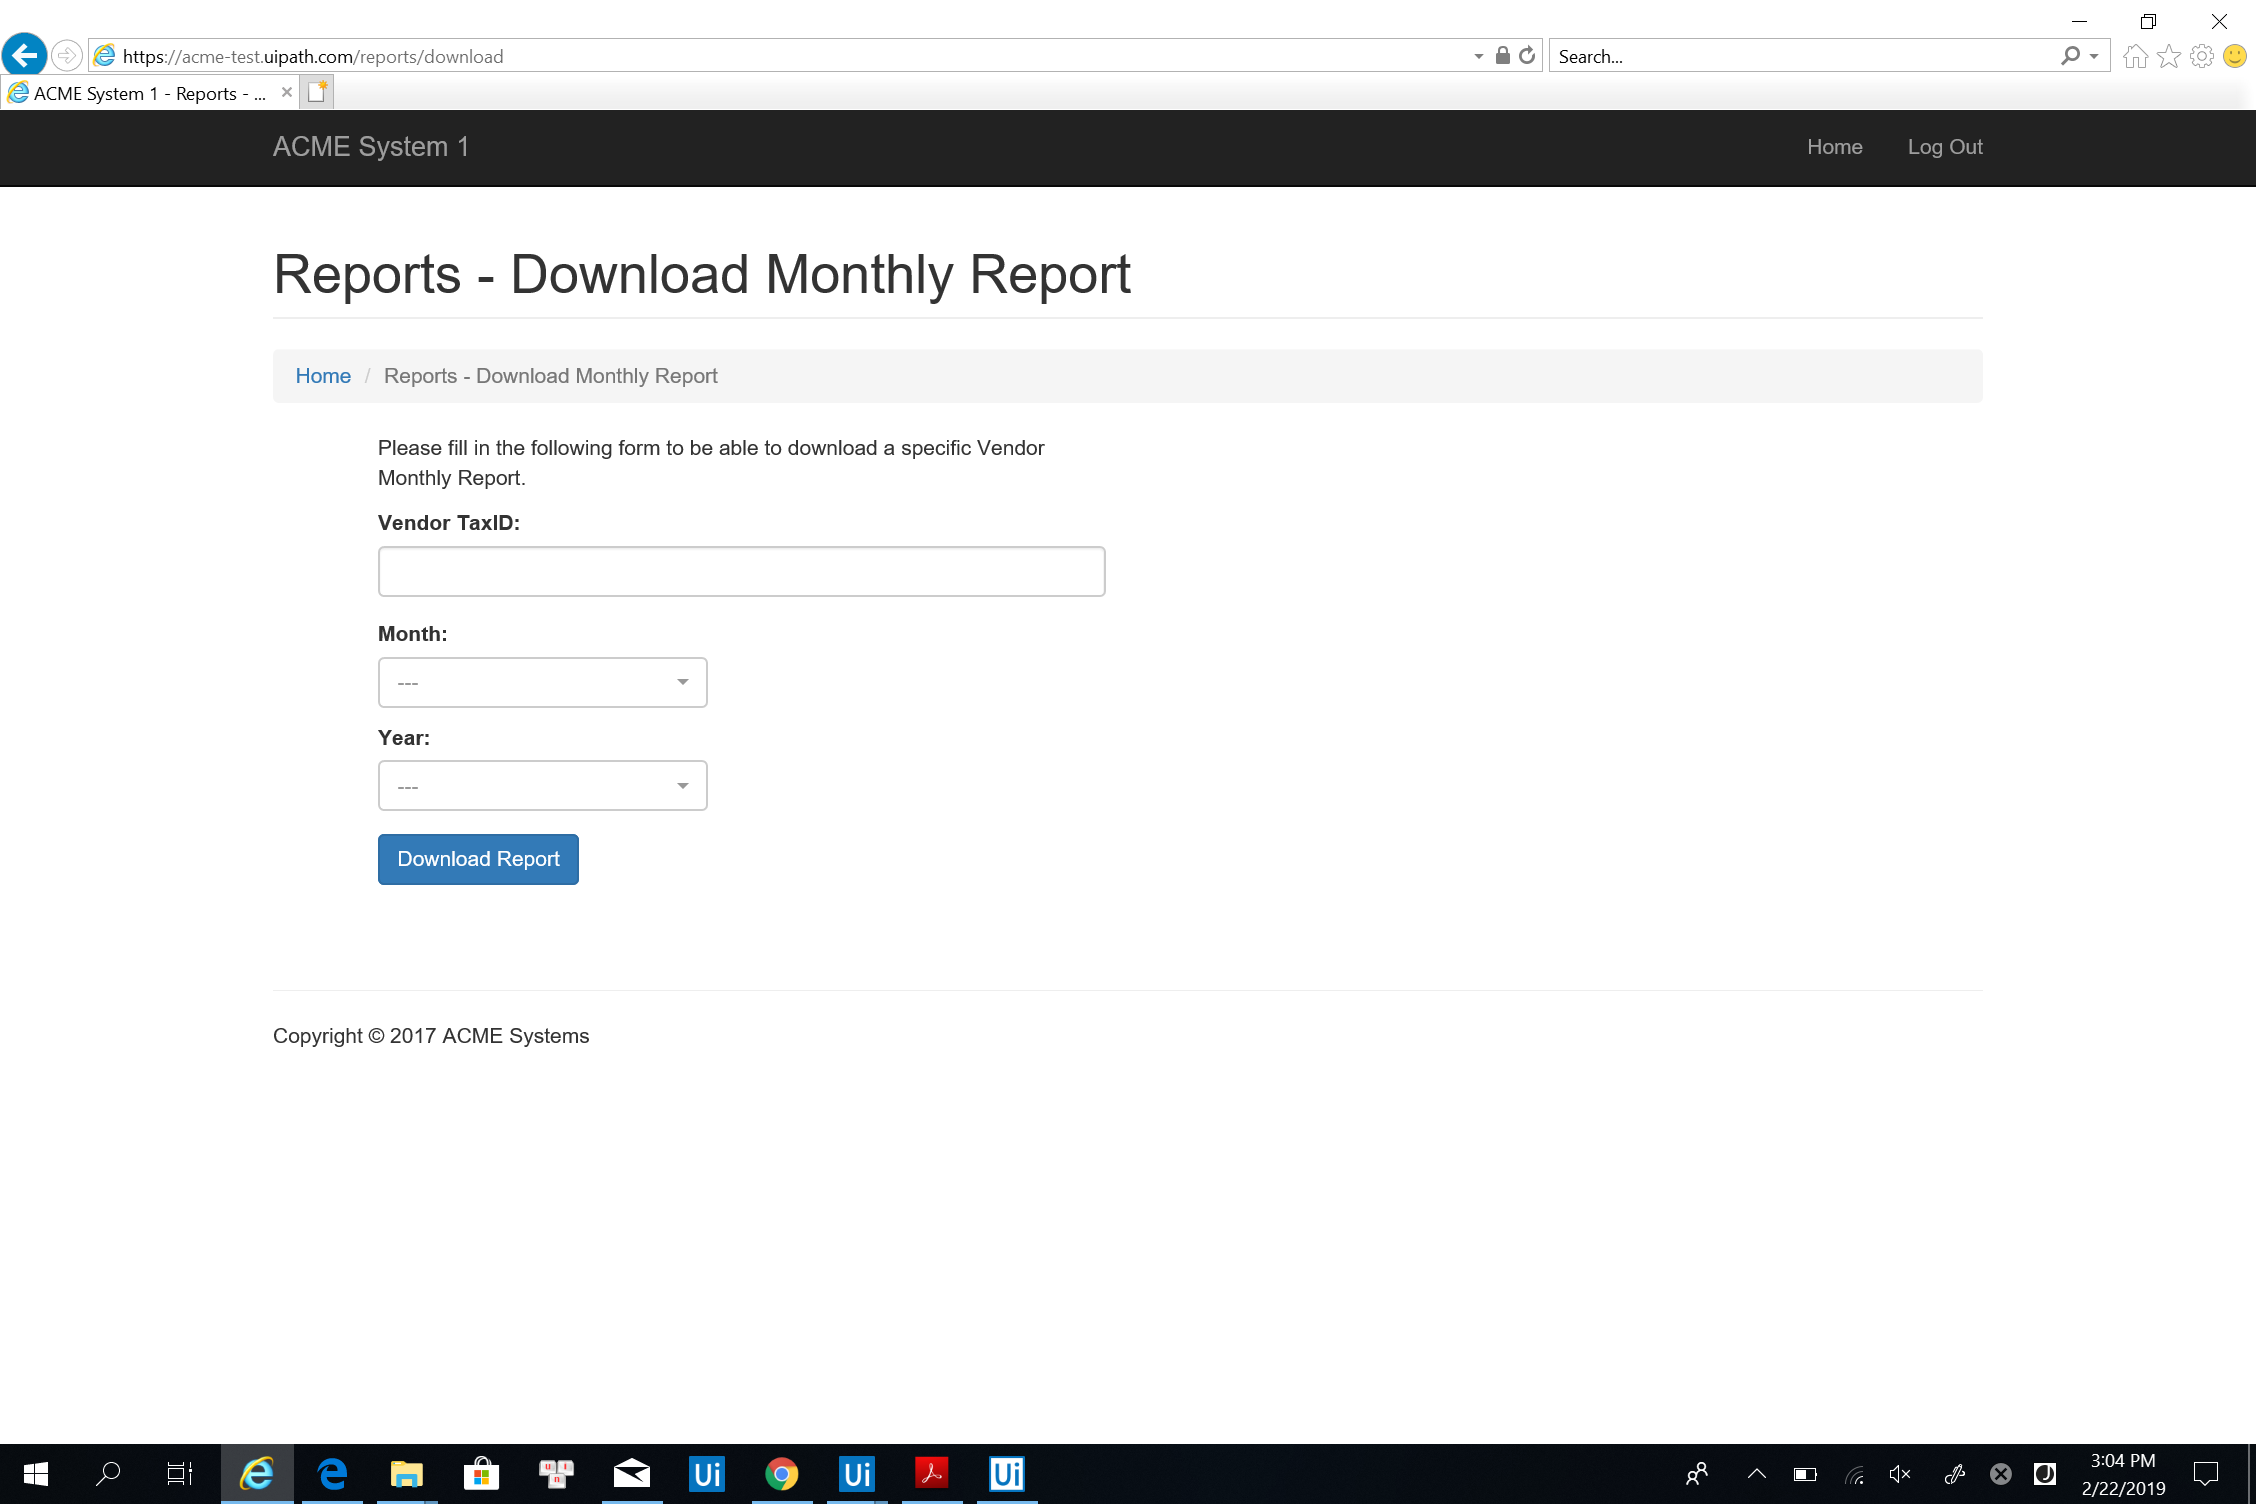 https://acme-test.uipath.com/reports/download
Search...
ACME System 1 - Reports - ...
ACME System 1
Home
Log Out
Reports - Download Monthly Report
Home / Reports - Download Monthly Report
Please fill in the following form to be able to download a specific Vendor
Monthly Report.
Vendor TaxID:
Month:
---
Year:
---
Download Report
Copyright © 2017 ACME Systems
Ui
Ui
Ui
3:04 PM
2/22/2019